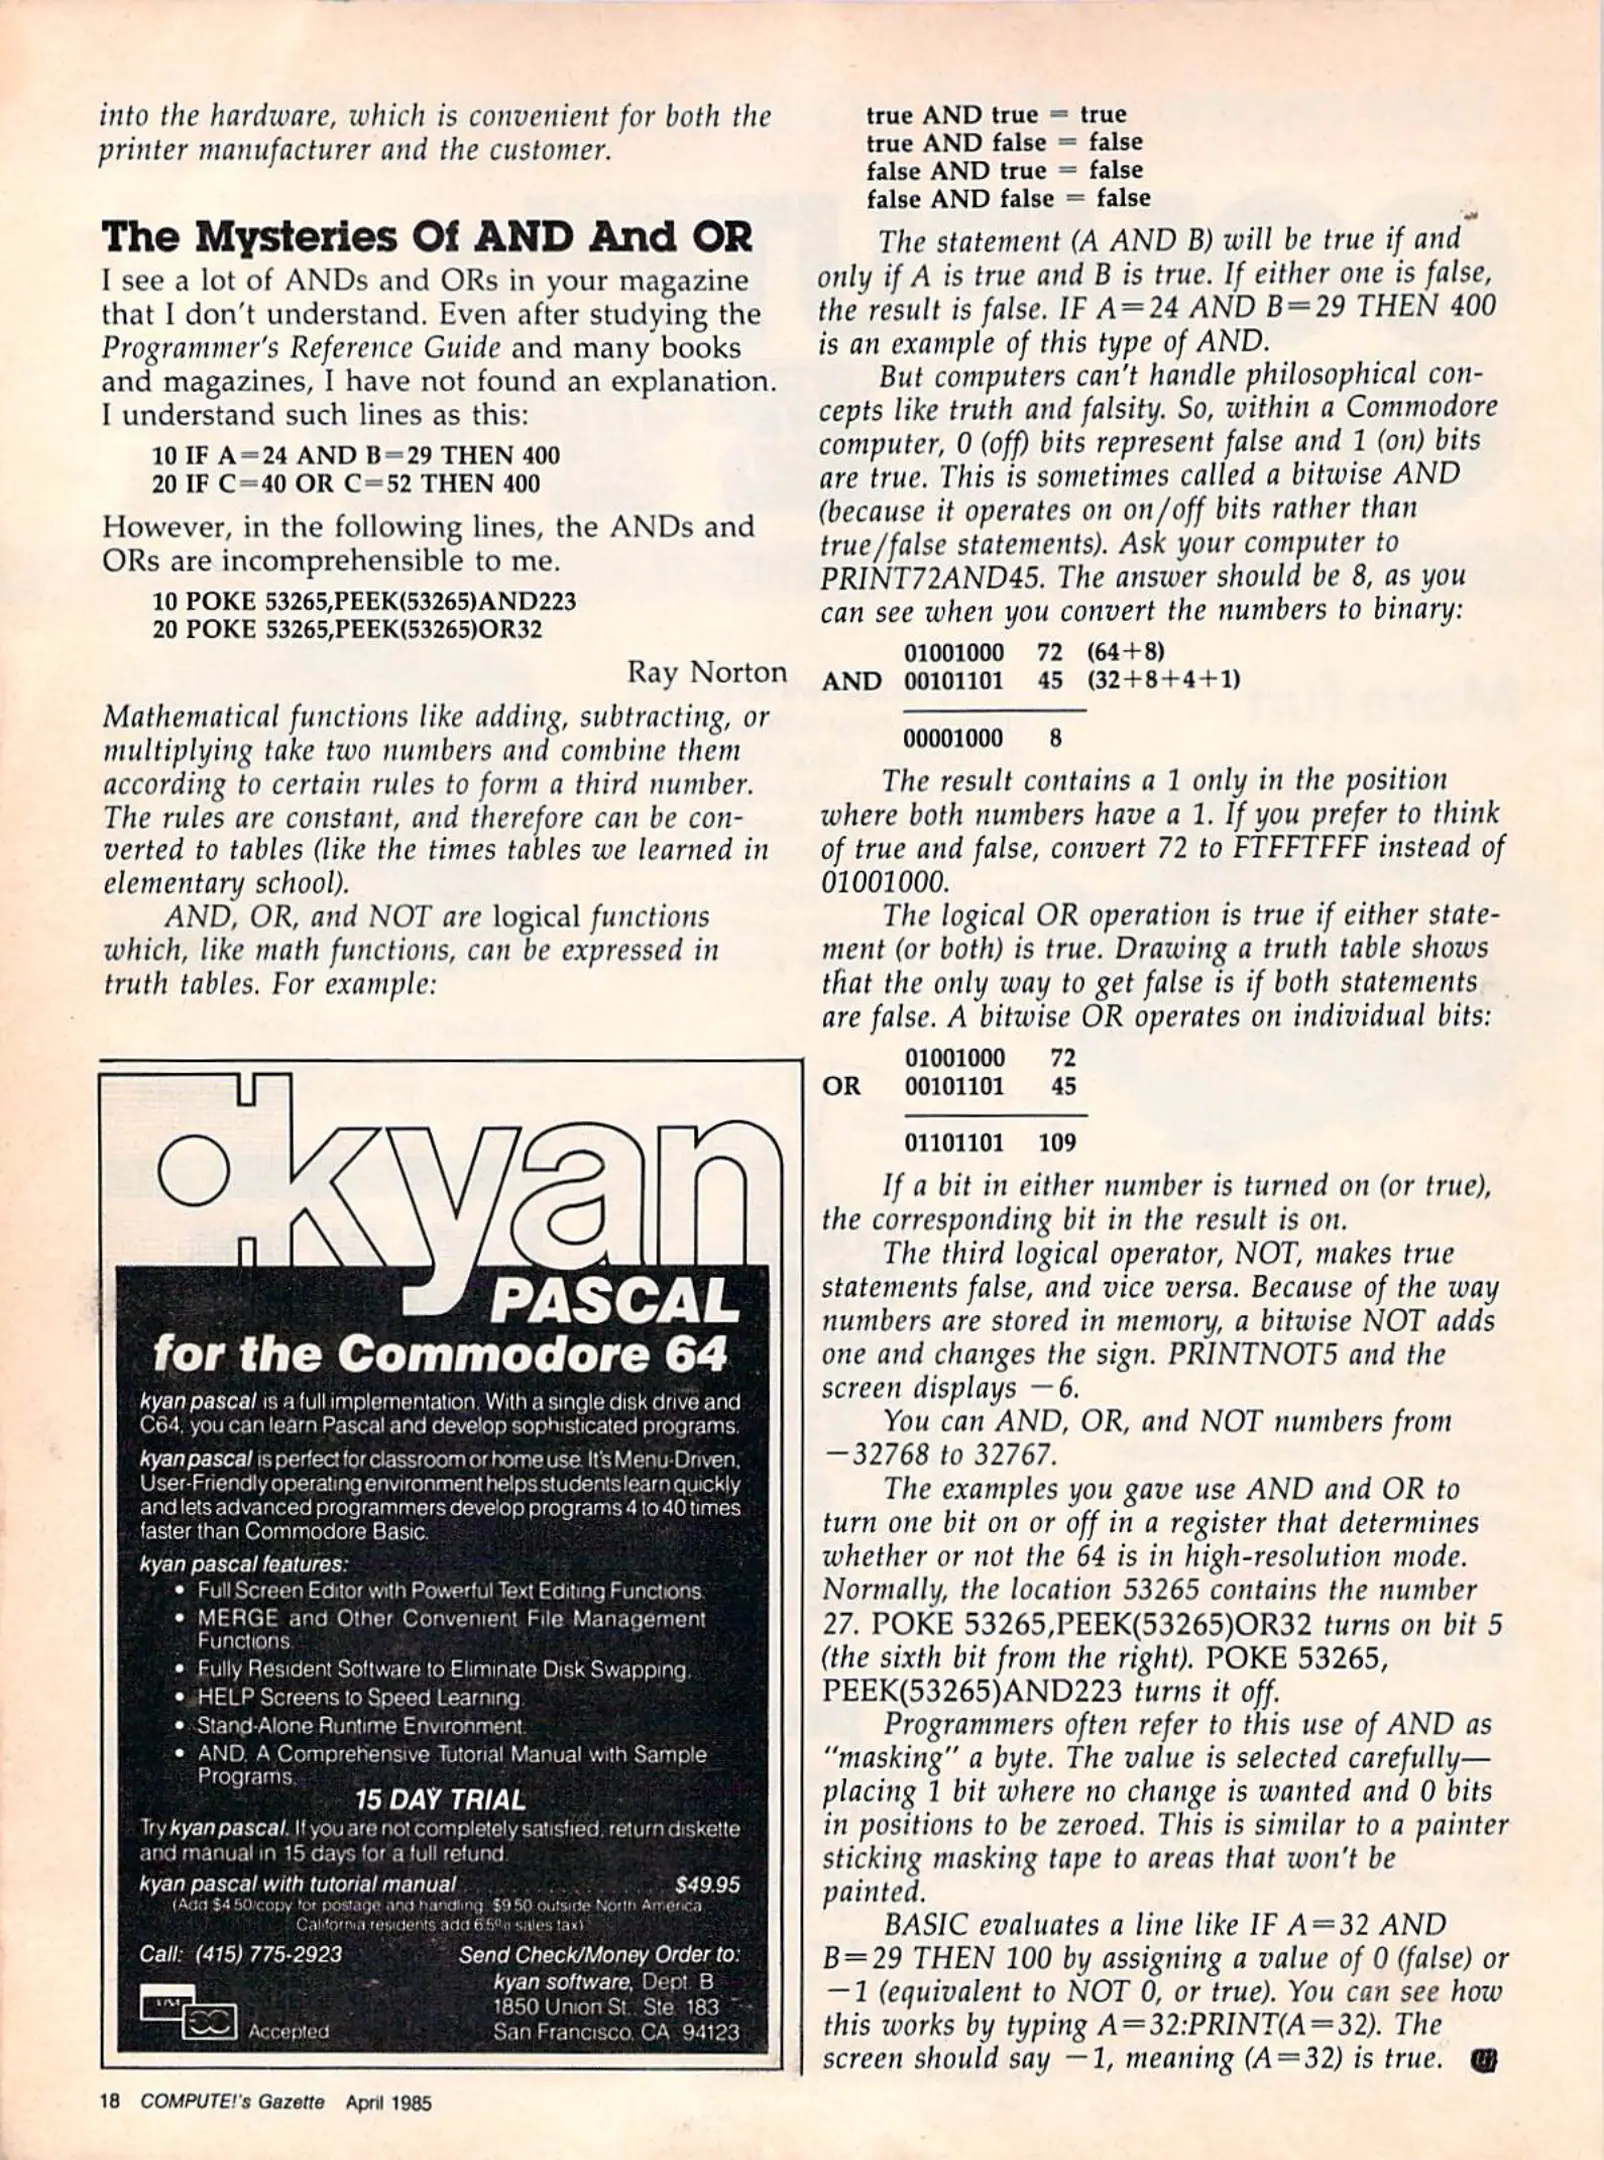 into the hardware, which is convenient for both the
printer manufacturer and the customer.
The Mysteries Of AND And OR
I see a lot of ANDs and ORs in your magazine
that I don't understand. Even after studying the
Programmer's Reference Guide and many books
and magazines, I have not found an explanation.
I understand such lines as this:
10 IF A=24 AND B=29 THEN 400
20 IF C=40 OR C=52 THEN 400
However, in the following lines, the ANDs and
ORs are incomprehensible to me.
10 POKE 53265,PEEK(53265)AND223
20 POKE 53265,PEEK(53265)OR32
Ray Norton
Mathematical functions like adding, subtracting, or
multiplying take two numbers and combine them
according to certain rules to form a third number.
The rules are constant, and therefore can be con-
verted to tables (like the times tables we learned in
elementary school).
AND, OR, and NOT are logical functions
which, like math functions, can be expressed in
truth tables. For example:
kyan
PASCAL
for the Commodore 64
kyan pascal is a full implementation. With a single disk drive and
C64, you can learn Pascal and develop sophisticated programs.
kyan pascal is perfect for classroom or home use. It's Menu-Driven,
User-Friendly operating environment helps students learn quickly
and lets advanced programmers develop programs 4 to 40 times
faster than Commodore Basic.
kyan pascal features:
• Full Screen Editor with Powerful Text Editing Functions.
• MERGE and Other Convenient File Management
Functions.
• Fully Resident Software to Eliminate Disk Swapping.
• HELP Screens to Speed Learning.
• Stand-Alone Runtime Environment.
• AND, A Comprehensive Tutorial Manual with Sample
Programs.
15 DAY TRIAL
Try kyan pascal. If you are not completely satisfied, return diskette
and manual in 15 days for a full refund.
kyan pascal with tutorial manual . . . . . . . . . . . . $49.95
(Add $4.50/copy for postage and handling. $9.50 outside North America
California residents add 6.5% sales tax)
Call: (415) 775-2923
Send Check/Money Order to:
kyan software, Dept. B
1850 Union St., Ste. 183
San Francisco, CA 94123
VISA
Accepted
true AND true = true
true AND false = false
false AND true = false
false AND false = false
The statement (A AND B) will be true if and
only if A is true and B is true. If either one is false,
the result is false. IF A=24 AND B=29 THEN 400
is an example of this type of AND.
But computers can't handle philosophical con-
cepts like truth and falsity. So, within a Commodore
computer, 0 (off) bits represent false and 1 (on) bits
are true. This is sometimes called a bitwise AND
(because it operates on on/off bits rather than
true/false statements). Ask your computer to
PRINT72AND45. The answer should be 8, as you
can see when you convert the numbers to binary:
01001000 72 (64+8)
AND 00101101 45 (32+8+4+1)
00001000 8
The result contains a 1 only in the position
where both numbers have a 1. If you prefer to think
of true and false, convert 72 to FTFFTFFF instead of
01001000.
The logical OR operation is true if either state-
ment (or both) is true. Drawing a truth table shows
that the only way to get false is if both statements
are false. A bitwise OR operates on individual bits:
01001000 72
OR 00101101 45
01101101 109
If a bit in either number is turned on (or true),
the corresponding bit in the result is on.
The third logical operator, NOT, makes true
statements false, and vice versa. Because of the way
numbers are stored in memory, a bitwise NOT adds
one and changes the sign. PRINTNOT5 and the
screen displays −6.
You can AND, OR, and NOT numbers from
−32768 to 32767.
The examples you gave use AND and OR to
turn one bit on or off in a register that determines
whether or not the 64 is in high-resolution mode.
Normally, the location 53265 contains the number
27. POKE 53265,PEEK(53265)OR32 turns on bit 5
(the sixth bit from the right). POKE 53265,
PEEK(53265)AND223 turns it off.
Programmers often refer to this use of AND as
"masking" a byte. The value is selected carefully—
placing 1 bit where no change is wanted and 0 bits
in positions to be zeroed. This is similar to a painter
sticking masking tape to areas that won't be
painted.
BASIC evaluates a line like IF A=32 AND
B=29 THEN 100 by assigning a value of 0 (false) or
−1 (equivalent to NOT 0, or true). You can see how
this works by typing A=32:PRINT(A=32). The
screen should say −1, meaning (A=32) is true.
18 COMPUTE!'s Gazette April 1985